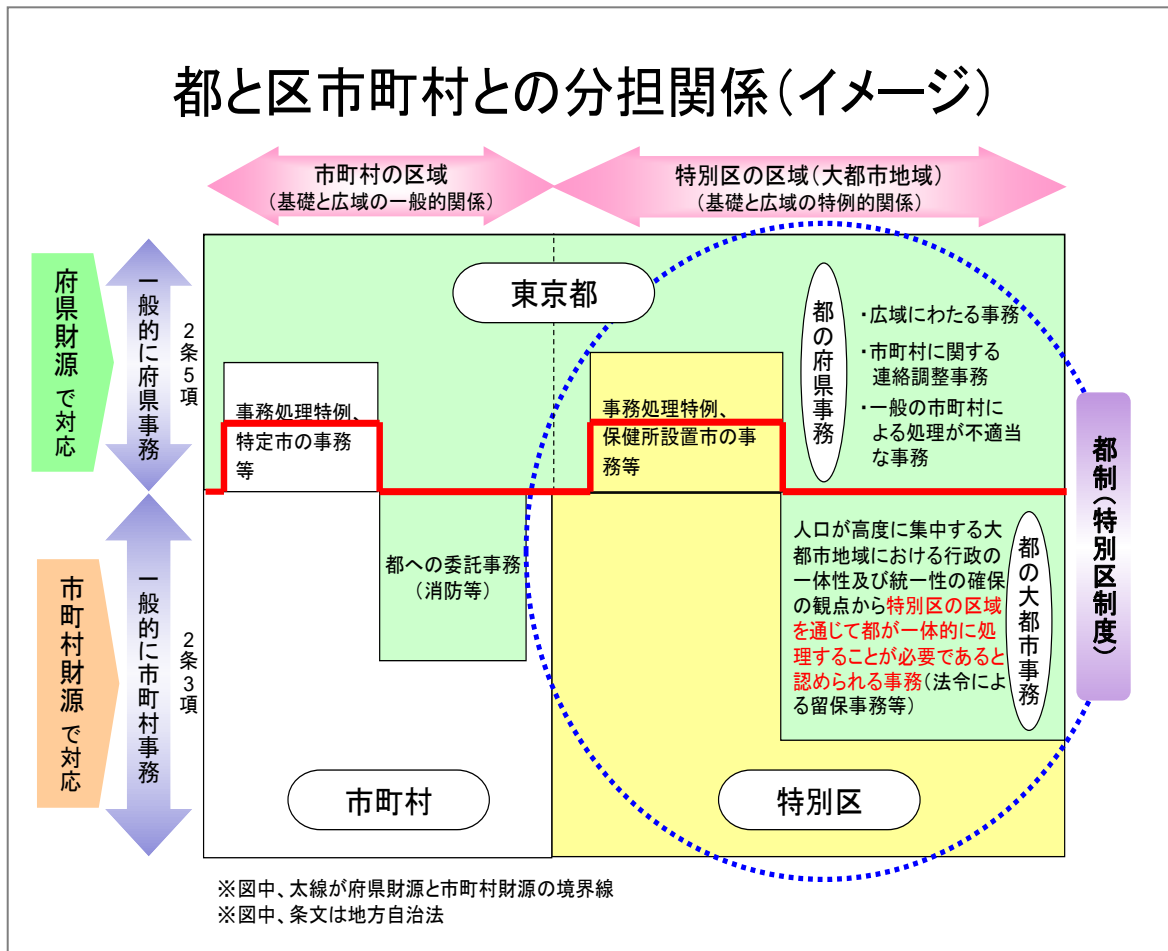 都と区市町村との分担関係（イメージ）
市町村の区域
（基礎と広域の一般的関係）
特別区の区域（大都市地域）
（基礎と広域の特例的関係）
府県財源で対応
一般的に府県事務
2条5項
東京都
都の府県事務
・広域にわたる事務
・市町村に関する
連絡調整事務
・一般の市町村に
よる処理が不適当
な事務
事務処理特例、
特定市の事務
等
事務処理特例、
保健所設置市の事
務等
都制（特別区制度）
市町村財源で対応
一般的に市町村事務
2条3項
都への委託事務
（消防等）
人口が高度に集中する大
都市地域における行政の
一体性及び統一性の確保
の観点から特別区の区域
を通じて都が一体的に処
理することが必要であると
認められる事務（法令によ
る留保事務等）
都の大都市事務
市町村
特別区
※図中、太線が府県財源と市町村財源の境界線
※図中、条文は地方自治法